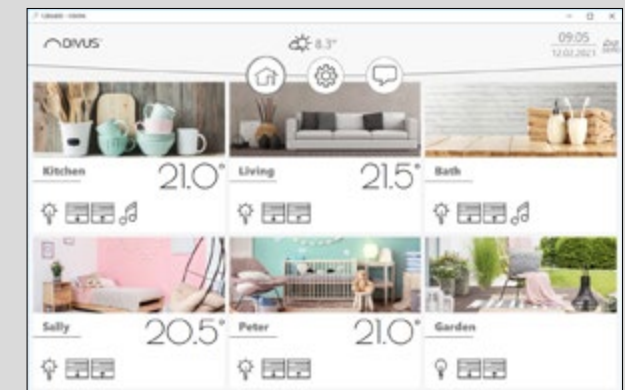 DIVUS
8.3°
09:05
12.02.2021
Kitchen 21.0°
Living 21.5°
Bath
Sally 20.5°
Peter 21.0°
Garden